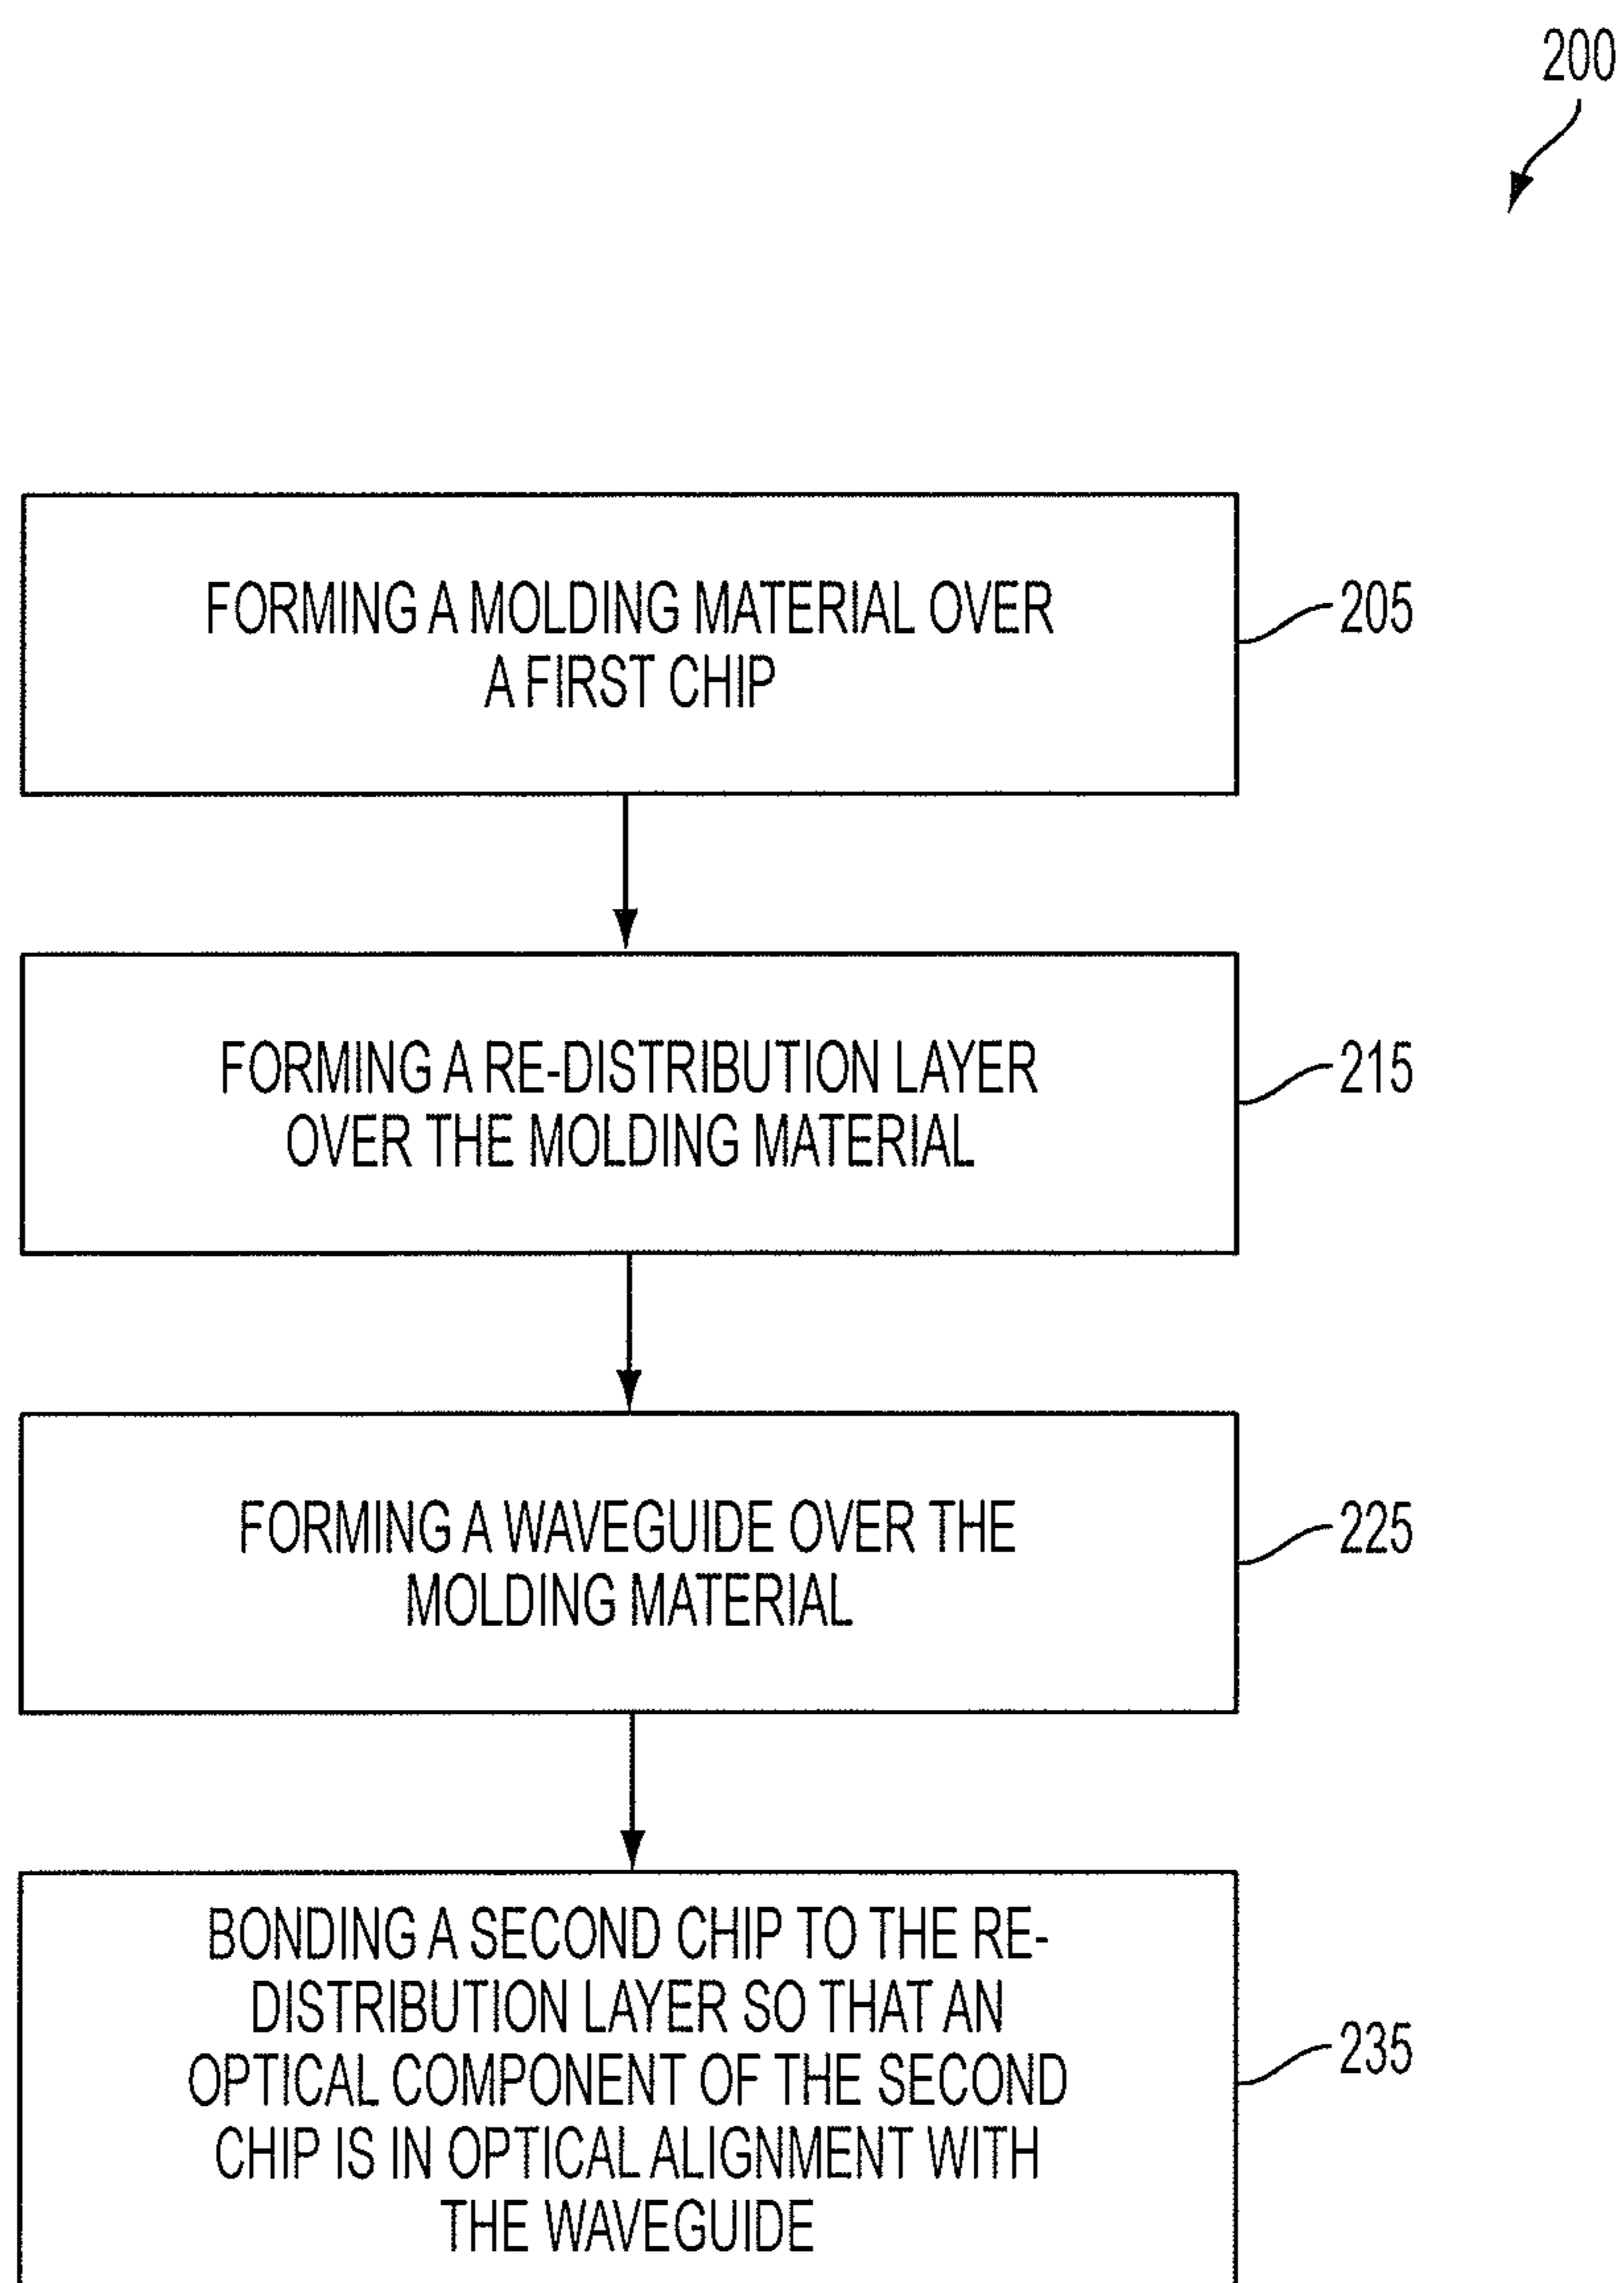 200
FORMING A MOLDING MATERIAL OVER
A FIRST CHIP
205
FORMING A RE-DISTRIBUTION LAYER
OVER THE MOLDING MATERIAL
215
FORMING A WAVEGUIDE OVER THE
MOLDING MATERIAL
225
BONDING A SECOND CHIP TO THE RE-
DISTRIBUTION LAYER SO THAT AN
OPTICAL COMPONENT OF THE SECOND
CHIP IS IN OPTICAL ALIGNMENT WITH
THE WAVEGUIDE
235